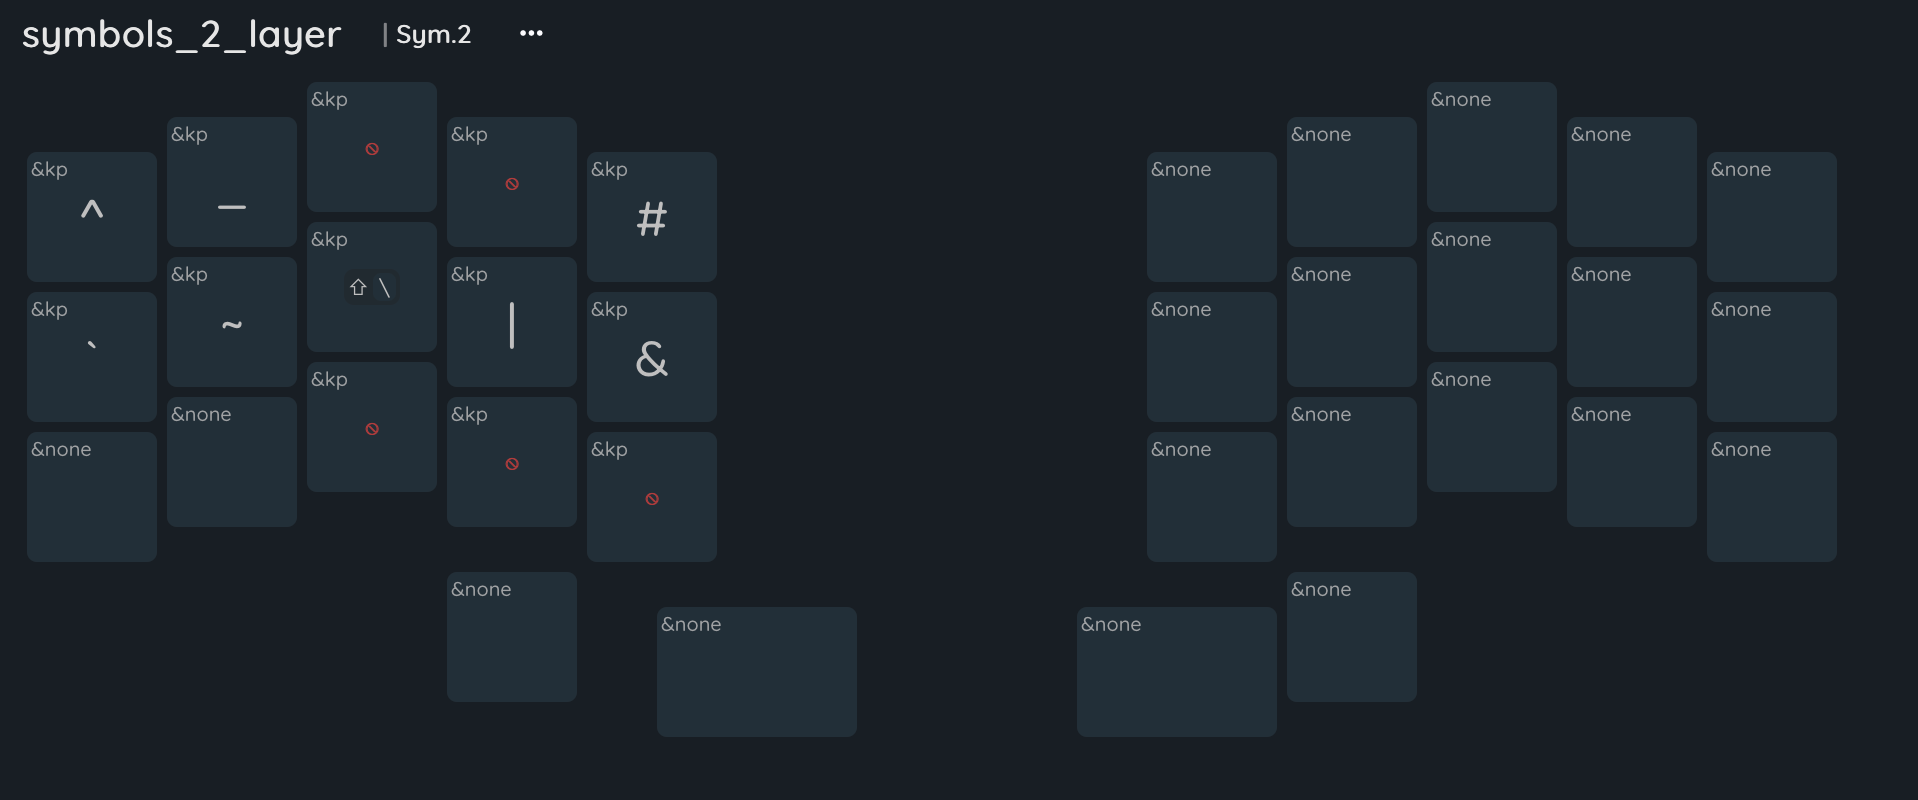 symbols_2_layer | Sym.2 •••
&kp &none
&kp &kp &none &none
&kp ^ _ &kp # &none &none
&kp &none
&kp ⇧ \ &kp &none &none
&kp ` ~ | &kp & &none &none
&kp &none
&none &kp &none &none
&none &kp &none &none
&none &none
&none &none